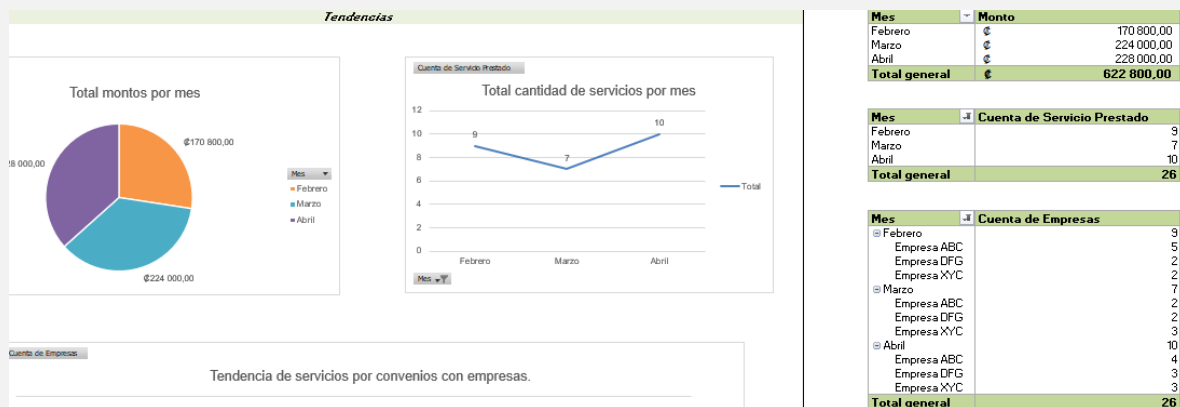 Tendencias
Total montos por mes
₡170 800,00
28 000,00
₡224 000,00
Mes
Febrero
Marzo
Abril
Cuenta de Servicio Prestado
Total cantidad de servicios por mes
12
10
8
6
4
2
0
9
7
10
Febrero
Marzo
Abril
Total
Mes
Cuenta de Empresas
Tendencia de servicios por convenios con empresas.
Mes Monto
Febrero ₡ 170 800,00
Marzo ₡ 224 000,00
Abril ₡ 228 000,00
Total general ₡ 622 800,00
Mes Cuenta de Servicio Prestado
Febrero 9
Marzo 7
Abril 10
Total general 26
Mes Cuenta de Empresas
Febrero 9
Empresa ABC 5
Empresa DFG 2
Empresa XYC 2
Marzo 7
Empresa ABC 2
Empresa DFG 2
Empresa XYC 3
Abril 10
Empresa ABC 4
Empresa DFG 3
Empresa XYC 3
Total general 26